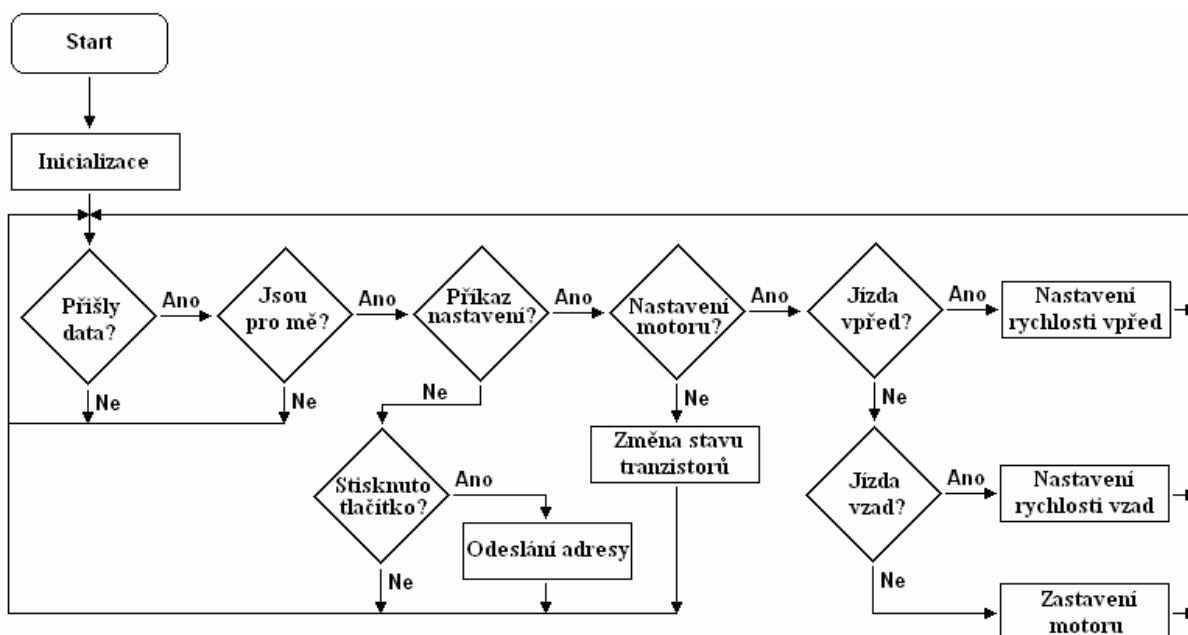 Start
Inicializace
Přišly
data?
Ano
Ne
Jsou
pro mě?
Ano
Ne
Příkaz
nastavení?
Ano
Ne
Nastavení
motoru?
Ano
Ne
Jízda
vpřed?
Ano
Ne
Nastavení
rychlosti vpřed
Stisknuto
tlačítko?
Ano
Ne
Odeslání adresy
Změna stavu
tranzistorů
Jízda
vzad?
Ano
Ne
Nastavení
rychlosti vzad
Zastavení
motoru